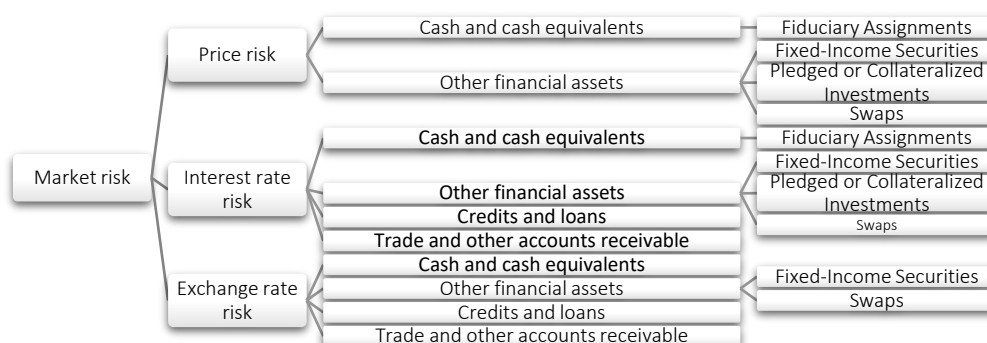 Market risk
Price risk
Cash and cash equivalents
Fiduciary Assignments
Other financial assets
Fixed-Income Securities
Pledged or Collateralized
Investments
Swaps
Interest rate
risk
Cash and cash equivalents
Fiduciary Assignments
Other financial assets
Fixed-Income Securities
Pledged or Collateralized
Investments
Swaps
Credits and loans
Trade and other accounts receivable
Exchange rate
risk
Cash and cash equivalents
Other financial assets
Fixed-Income Securities
Swaps
Credits and loans
Trade and other accounts receivable